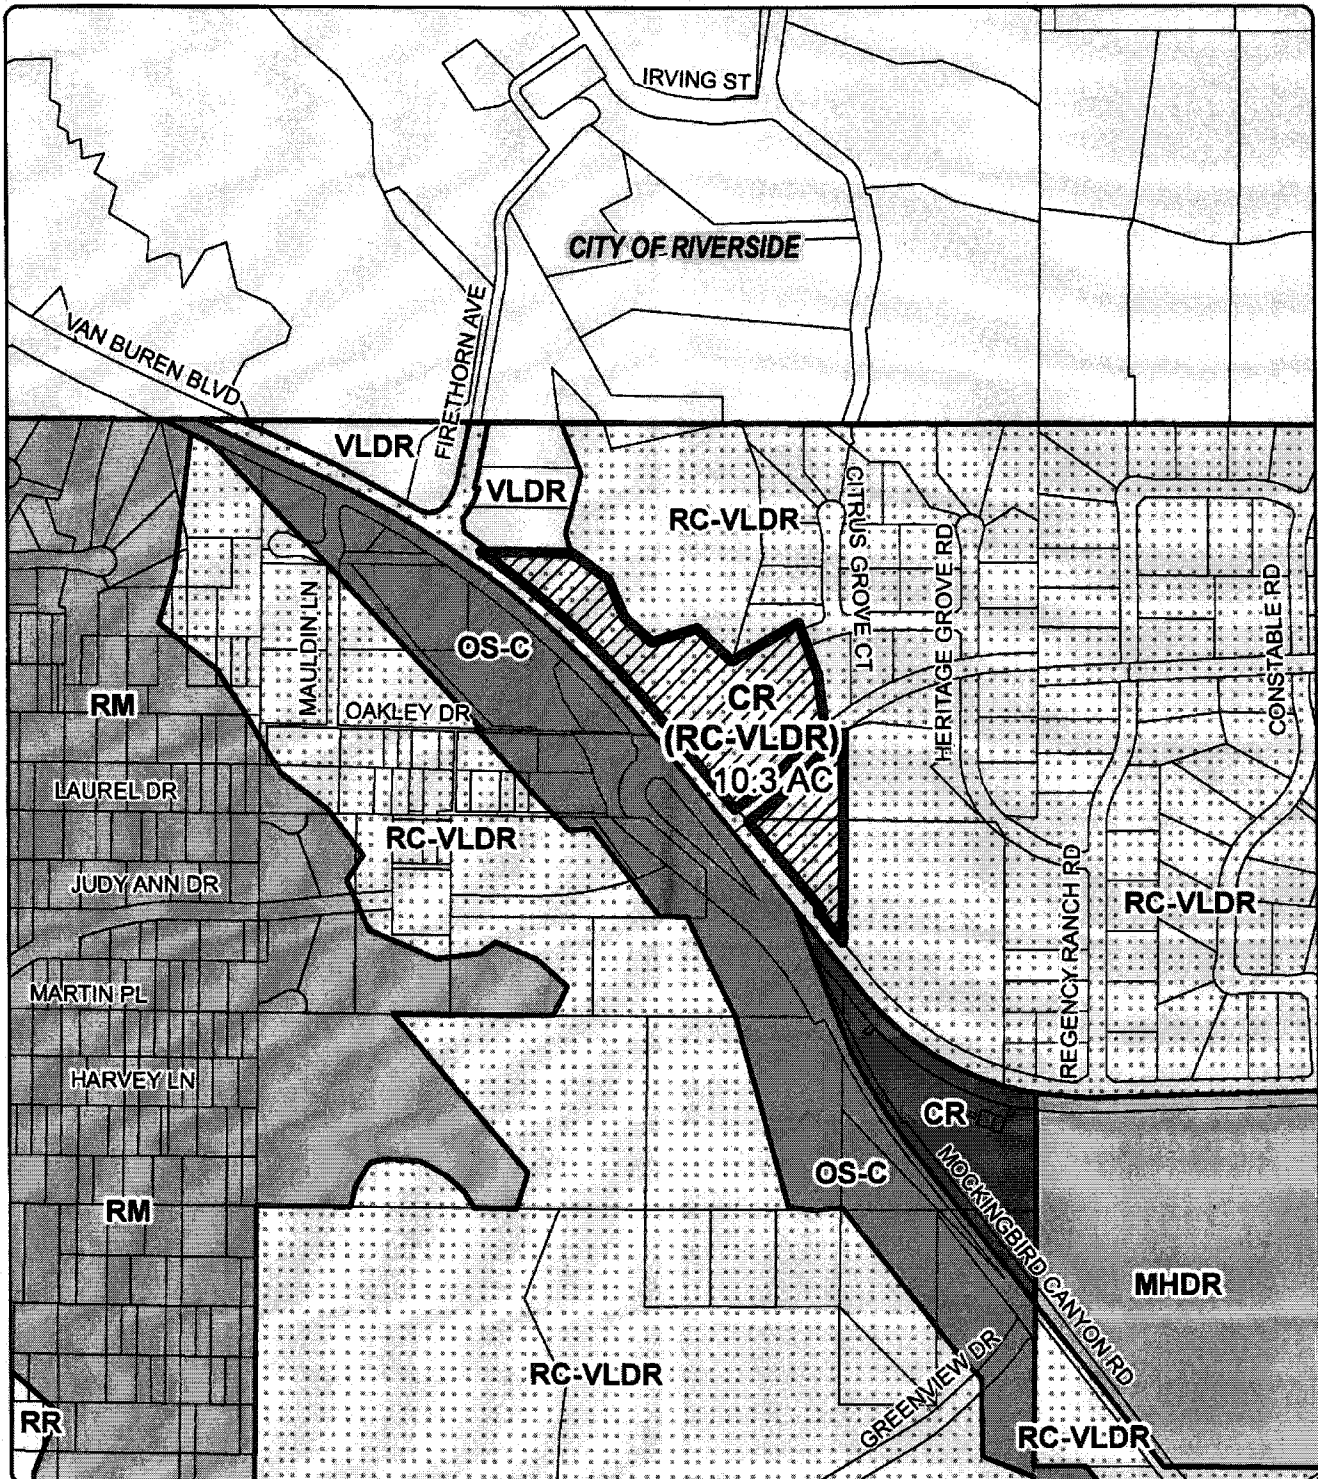 IRVING ST
CITY OF RIVERSIDE
VAN BUREN BLVD
FIRETHORN AVE
VLDR
VLDR
RC-VLDR
CITRUS GROVE CT
HERITAGE GROVE RD
CONSTABLE RD
MAULDIN LN
OS-C
RM
OAKLEY DR
CR
(RC-VLDR)
10.3 AC
LAUREL DR
RC-VLDR
JUDY ANN DR
REGENCY RANCH RD
RC-VLDR
MARTIN PL
HARVEY LN
CR
MOCKINGBIRD CANYON RD
OS-C
RM
MHDR
RC-VLDR
GREENVIEW DR
RR
RC-VLDR